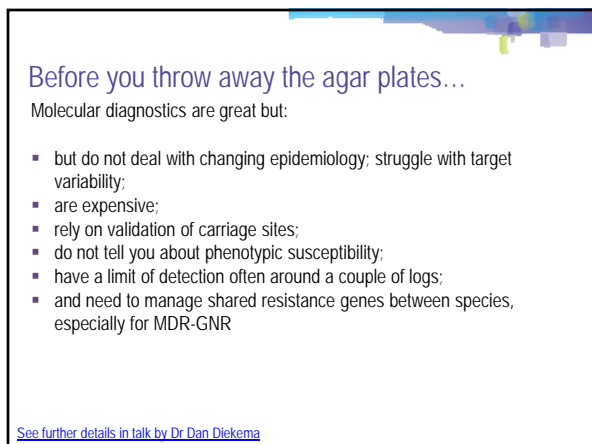 Before you throw away the agar plates…
Molecular diagnostics are great but:
▪ but do not deal with changing epidemiology; struggle with target
variability;
▪ are expensive;
▪ rely on validation of carriage sites;
▪ do not tell you about phenotypic susceptibility;
▪ have a limit of detection often around a couple of logs;
▪ and need to manage shared resistance genes between species,
especially for MDR-GNR
See further details in talk by Dr Dan Diekema